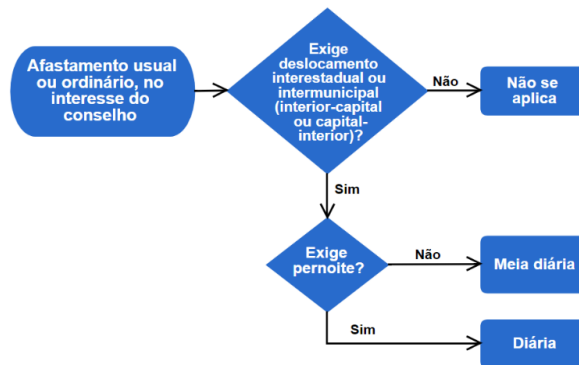 Afastamento usual
ou ordinário, no
interesse do
conselho
Exige
deslocamento
interestadual ou
intermunicipal
(interior-capital
ou capital-
interior)?
Não
Não se
aplica
Sim
Exige
pernoite?
Não
Meia diária
Sim
Diária